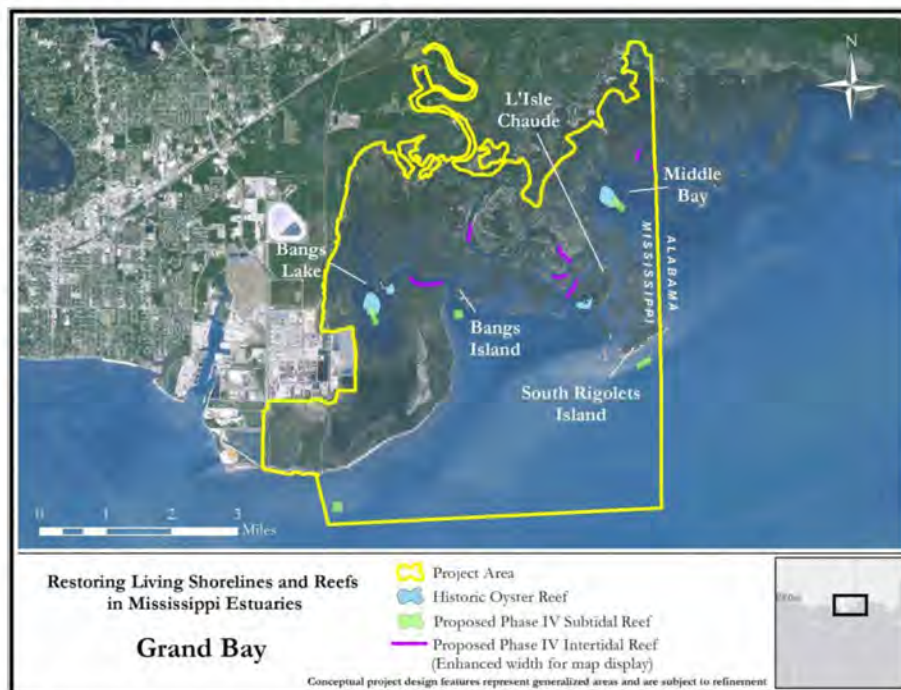 N
L'Isle
Chaude
Middle
Bay
Bangs
Lake
MISSISSIPPI
ALABAMA
Bangs
Island
South Rigolets
Island
0 1 2 3
Miles
Restoring Living Shorelines and Reefs
in Mississippi Estuaries
Grand Bay
Project Area
Historic Oyster Reef
Proposed Phase IV Subtidal Reef
Proposed Phase IV Intertidal Reef
(Enhanced width for map display)
Conceptual project design features represent generalized areas and are subject to refinement